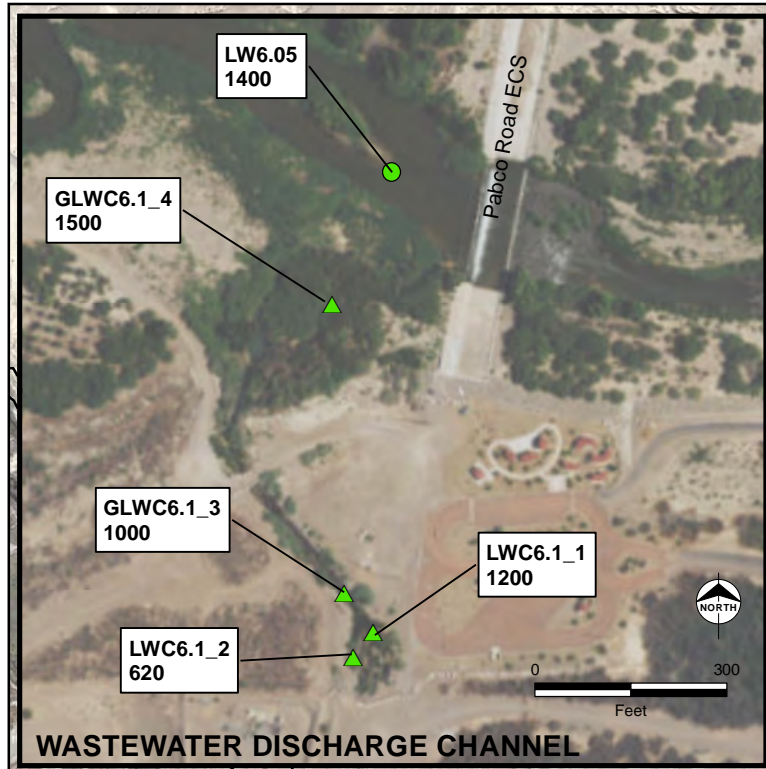 LW6.05
1400
Pabco Road ECS
GLWC6.1_4
1500
GLWC6.1_3
1000
LWC6.1_1
1200
LWC6.1_2
620
NORTH
0 300
Feet
WASTEWATER DISCHARGE CHANNEL